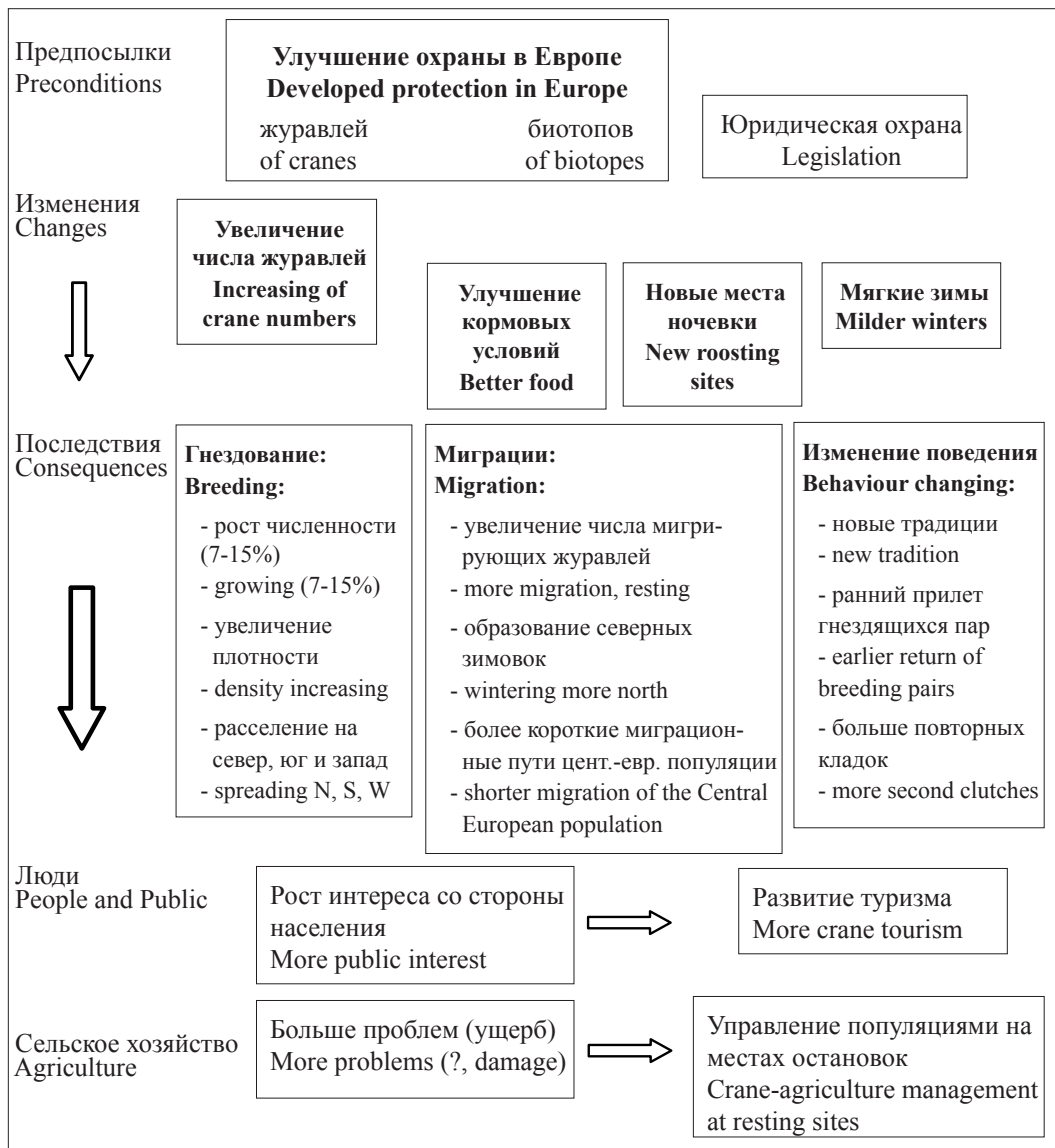 Предпосылки
Preconditions
Улучшение охраны в Европе
Developed protection in Europe
журавлей
of cranes
биотопов
of biotopes
Юридическая охрана
Legislation
Изменения
Changes
Увеличение
числа журавлей
Increasing of
crane numbers
Улучшение
кормовых
условий
Better food
Новые места
ночевки
New roosting
sites
Мягкие зимы
Milder winters
Последствия
Consequences
Гнездование:
Breeding:
- рост численности
(7-15%)
- growing (7-15%)
- увеличение
плотности
- density increasing
- расселение на
север, юг и запад
- spreading N, S, W
Миграции:
Migration:
- увеличение числа мигри-
рующих журавлей
- more migration, resting
- образование северных
зимовок
- wintering more north
- более короткие миграцион-
ные пути цент.-евр. популяции
- shorter migration of the Central
European population
Изменение поведения
Behaviour changing:
- новые традиции
- new tradition
- ранний прилет
гнездящихся пар
- earlier return of
breeding pairs
- больше повторных
кладок
- more second clutches
Люди
People and Public
Рост интереса со стороны
населения
More public interest
Развитие туризма
More crane tourism
Сельское хозяйство
Agriculture
Больше проблем (ущерб)
More problems (?, damage)
Управление популяциями на
местах остановок
Crane-agriculture management
at resting sites